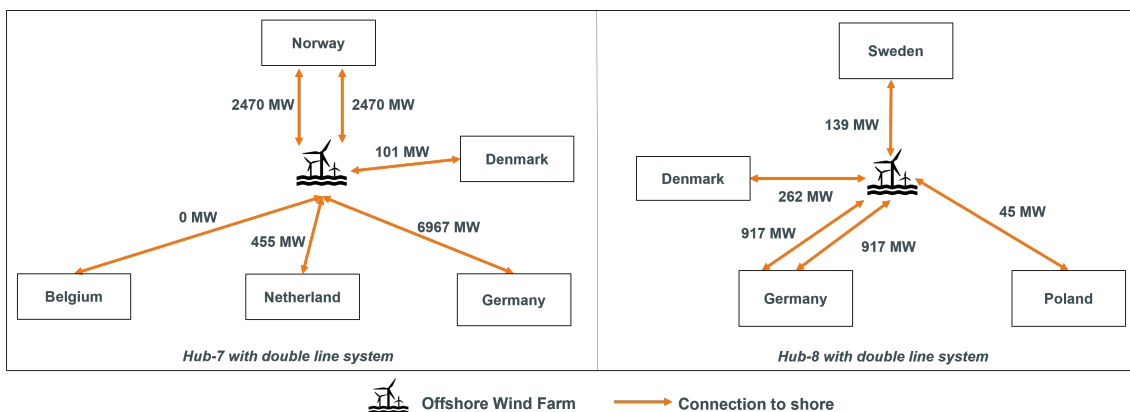 Norway
2470 MW
2470 MW
101 MW
Denmark
0 MW
455 MW
6967 MW
Belgium
Netherland
Germany
Hub-7 with double line system
Sweden
139 MW
Denmark
262 MW
45 MW
917 MW
917 MW
Germany
Poland
Hub-8 with double line system
Offshore Wind Farm
Connection to shore